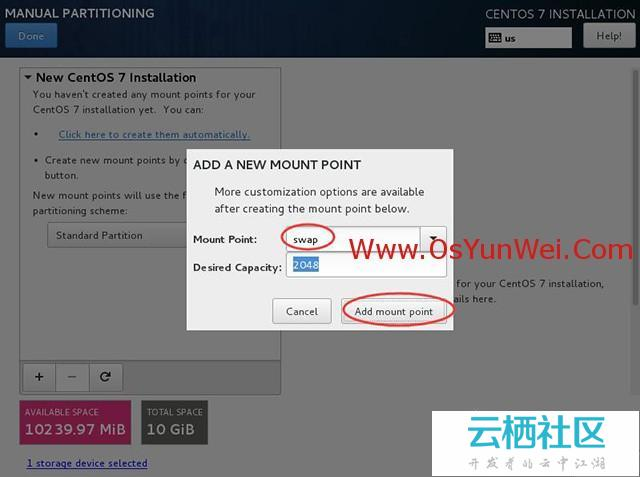 MANUAL PARTITIONING
CENTOS 7 INSTALLATION
Done
us
Help!
New CentOS 7 Installation
You haven't created any mount points for your
CentOS 7 installation yet. You can:
• Click here to create them automatically.
• Create new mount points by c
button.
New mount points will use the f
partitioning scheme:
Standard Partition
ADD A NEW MOUNT POINT
More customization options are available
after creating the mount point below.
Mount Point: swap
Desired Capacity: 2048
Cancel
Add mount point
Www.OsYunWei.Com
for your CentOS 7 installation,
ails here.
+ −
AVAILABLE SPACE
10239.97 MiB
TOTAL SPACE
10 GiB
1 storage device selected
云栖社区
开发者的云中江湖